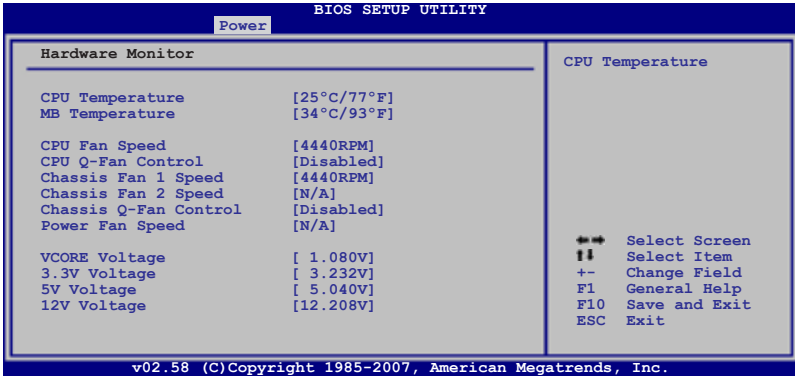 BIOS SETUP UTILITY
Power
Hardware Monitor
CPU Temperature [25°C/77°F]
MB Temperature [34°C/93°F]
CPU Fan Speed [4440RPM]
CPU Q-Fan Control [Disabled]
Chassis Fan 1 Speed [4440RPM]
Chassis Fan 2 Speed [N/A]
Chassis Q-Fan Control [Disabled]
Power Fan Speed [N/A]
VCORE Voltage [ 1.080V]
3.3V Voltage [ 3.232V]
5V Voltage [ 5.040V]
12V Voltage [12.208V]
CPU Temperature
←→ Select Screen
↑↓ Select Item
+- Change Field
F1 General Help
F10 Save and Exit
ESC Exit
v02.58 (C)Copyright 1985-2007, American Megatrends, Inc.